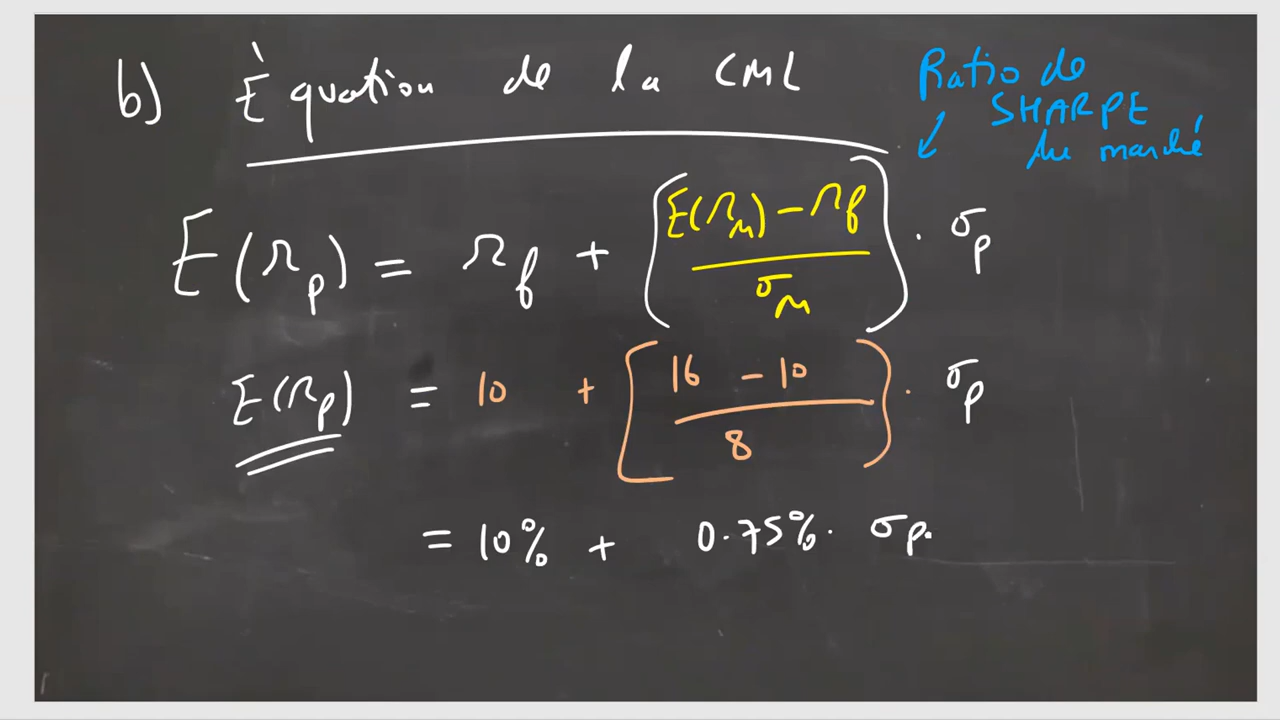 b) Équation de la CML
Ratio de
SHARPE
du marché
E(rp) = rf + [E(rM) - rf / σM] · σp
E(rp) = 10 + [16 - 10 / 8] · σp
= 10% + 0.75% · σp.